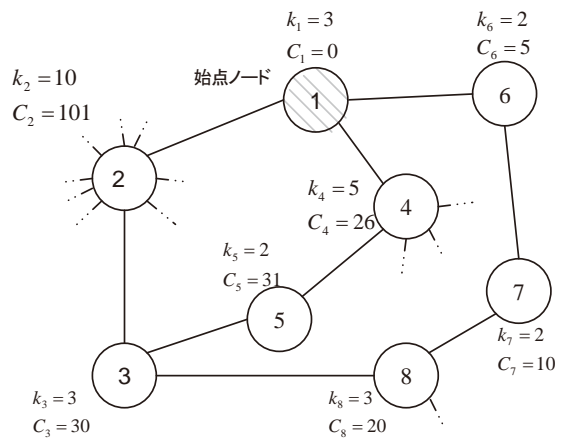 k₁ = 3
C₁ = 0
k₆ = 2
C₆ = 5
k₂ = 10
C₂ = 101
始点ノード
1
6
2
k₄ = 5
C₄ = 26
4
k₅ = 2
C₅ = 31
5
7
k₇ = 2
C₇ = 10
3
8
k₃ = 3
C₃ = 30
k₈ = 3
C₈ = 20